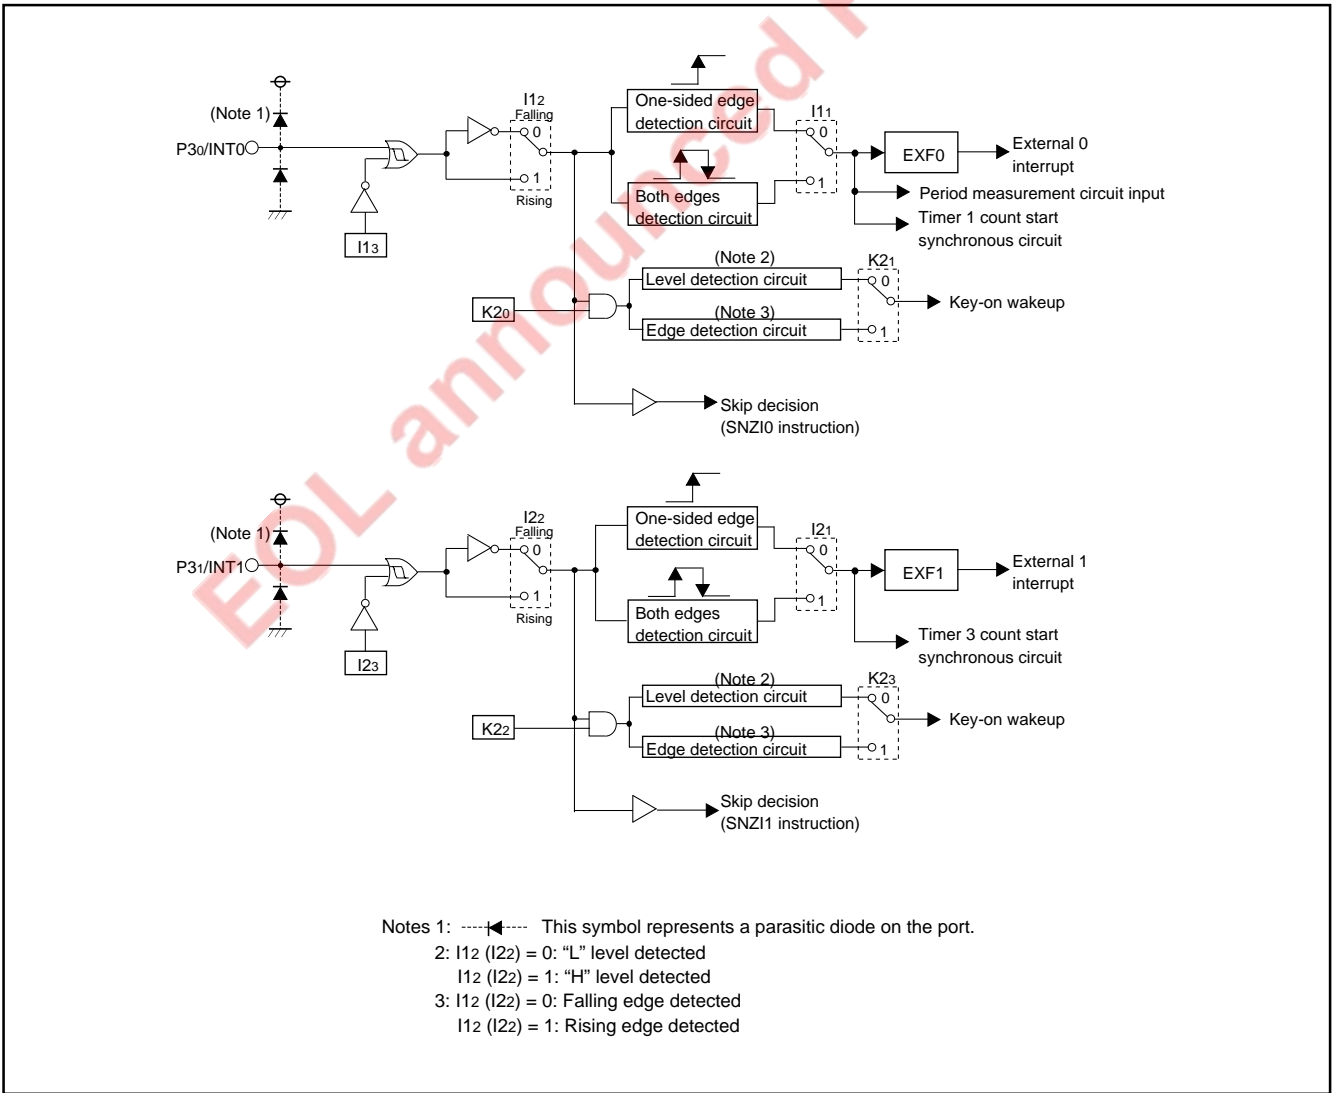 EOL announced
I12
Falling
0
1
Rising
(Note 1)
P30/INT0
I13
One-sided edge
detection circuit
Both edges
detection circuit
I11
0
1
EXF0
External 0
interrupt
Period measurement circuit input
Timer 1 count start
synchronous circuit
K20
(Note 2)
Level detection circuit
(Note 3)
Edge detection circuit
K21
0
1
Key-on wakeup
Skip decision
(SNZI0 instruction)
I22
Falling
0
1
Rising
(Note 1)
P31/INT1
I23
One-sided edge
detection circuit
Both edges
detection circuit
I21
0
1
EXF1
External 1
interrupt
Timer 3 count start
synchronous circuit
K22
(Note 2)
Level detection circuit
(Note 3)
Edge detection circuit
K23
0
1
Key-on wakeup
Skip decision
(SNZI1 instruction)
Notes 1: This symbol represents a parasitic diode on the port.
2: I12 (I22) = 0: “L” level detected
I12 (I22) = 1: “H” level detected
3: I12 (I22) = 0: Falling edge detected
I12 (I22) = 1: Rising edge detected